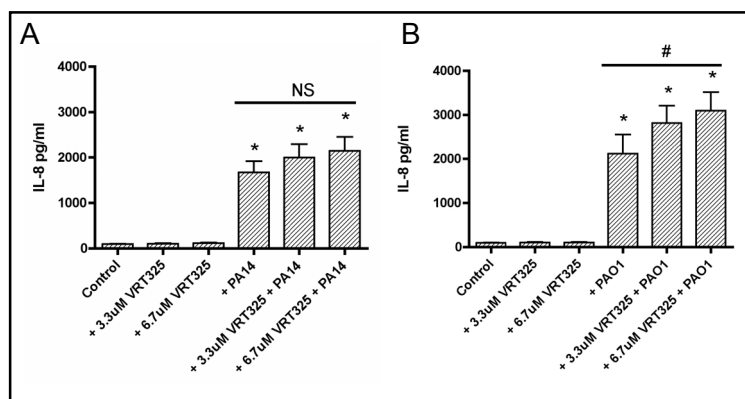 A
NS
IL-8 pg/ml
4000
3000
2000
1000
0
* * *
Control
+ 3.3uM VRT325
+ 6.7uM VRT325
+ PA14
+ 3.3uM VRT325 + PA14
+ 6.7uM VRT325 + PA14
B
#
IL-8 pg/ml
4000
3000
2000
1000
0
* * *
Control
+ 3.3uM VRT325
+ 6.7uM VRT325
+ PAO1
+ 3.3uM VRT325 + PAO1
+ 6.7uM VRT325 + PAO1